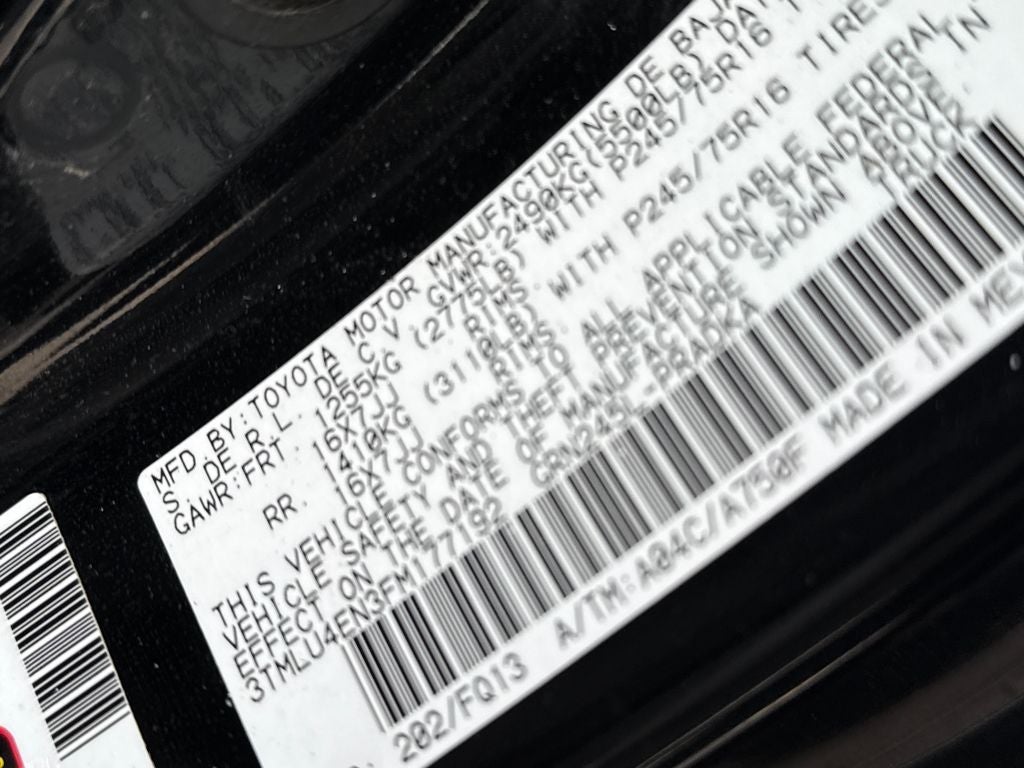 MFD.BY:TOYOTA MOTOR MANUFACTURING DE BAJA
S. DE R.L. DE C.V. GVWR:2490KG(5500LB)
GAWR:FRT. 1255KG (2775LB) WITH P245/75R16
16X7JJ RIMS.
RR. 1410KG (3110LB) WITH P245/75R16 TIRES
16X7JJ RIMS.
THIS VEHICLE CONFORMS TO ALL APPLICABLE FEDERAL
VEHICLE SAFETY AND THEFT PREVENTION STANDARDS IN
EFFECT ON THE DATE OF MANUFACTURE SHOWN ABOVE.
3TMLU4EN3FM177192 GRN245L-PRADKA TRUCK
202/FQ13 A/TM:A04C/A750F MADE IN